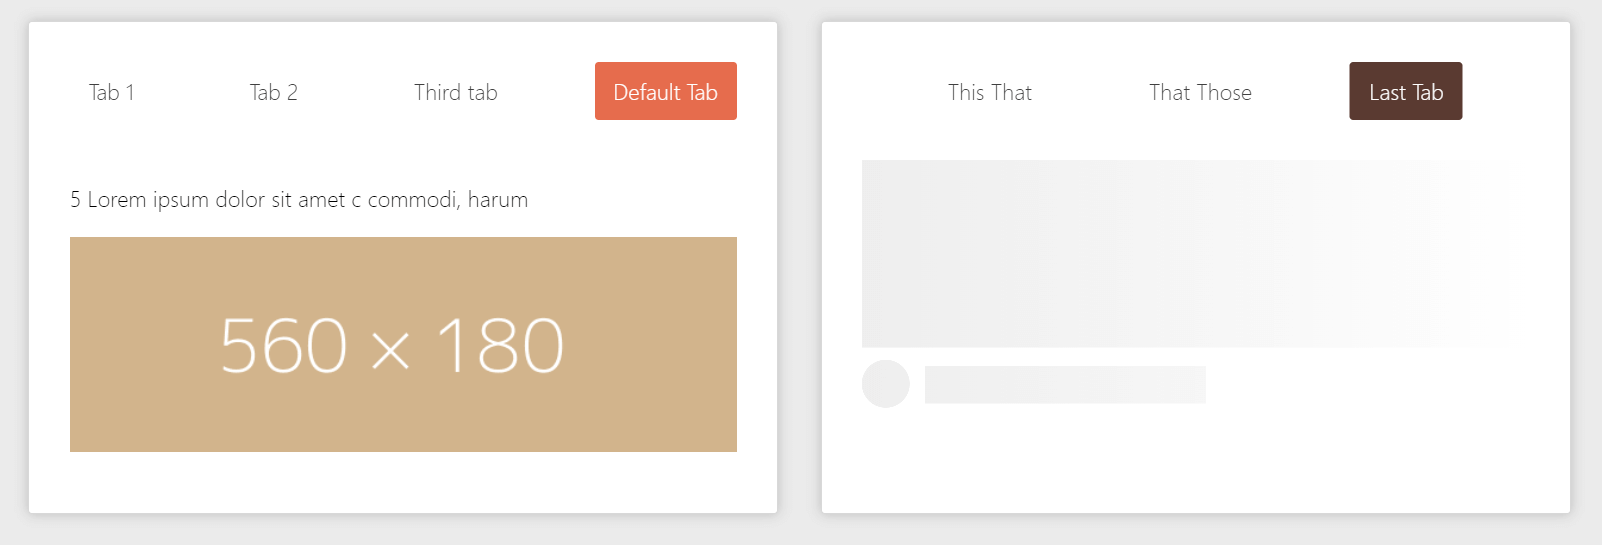 Tab 1 Tab 2 Third tab Default Tab
5 Lorem ipsum dolor sit amet c commodi, harum
560 × 180
This That That Those Last Tab